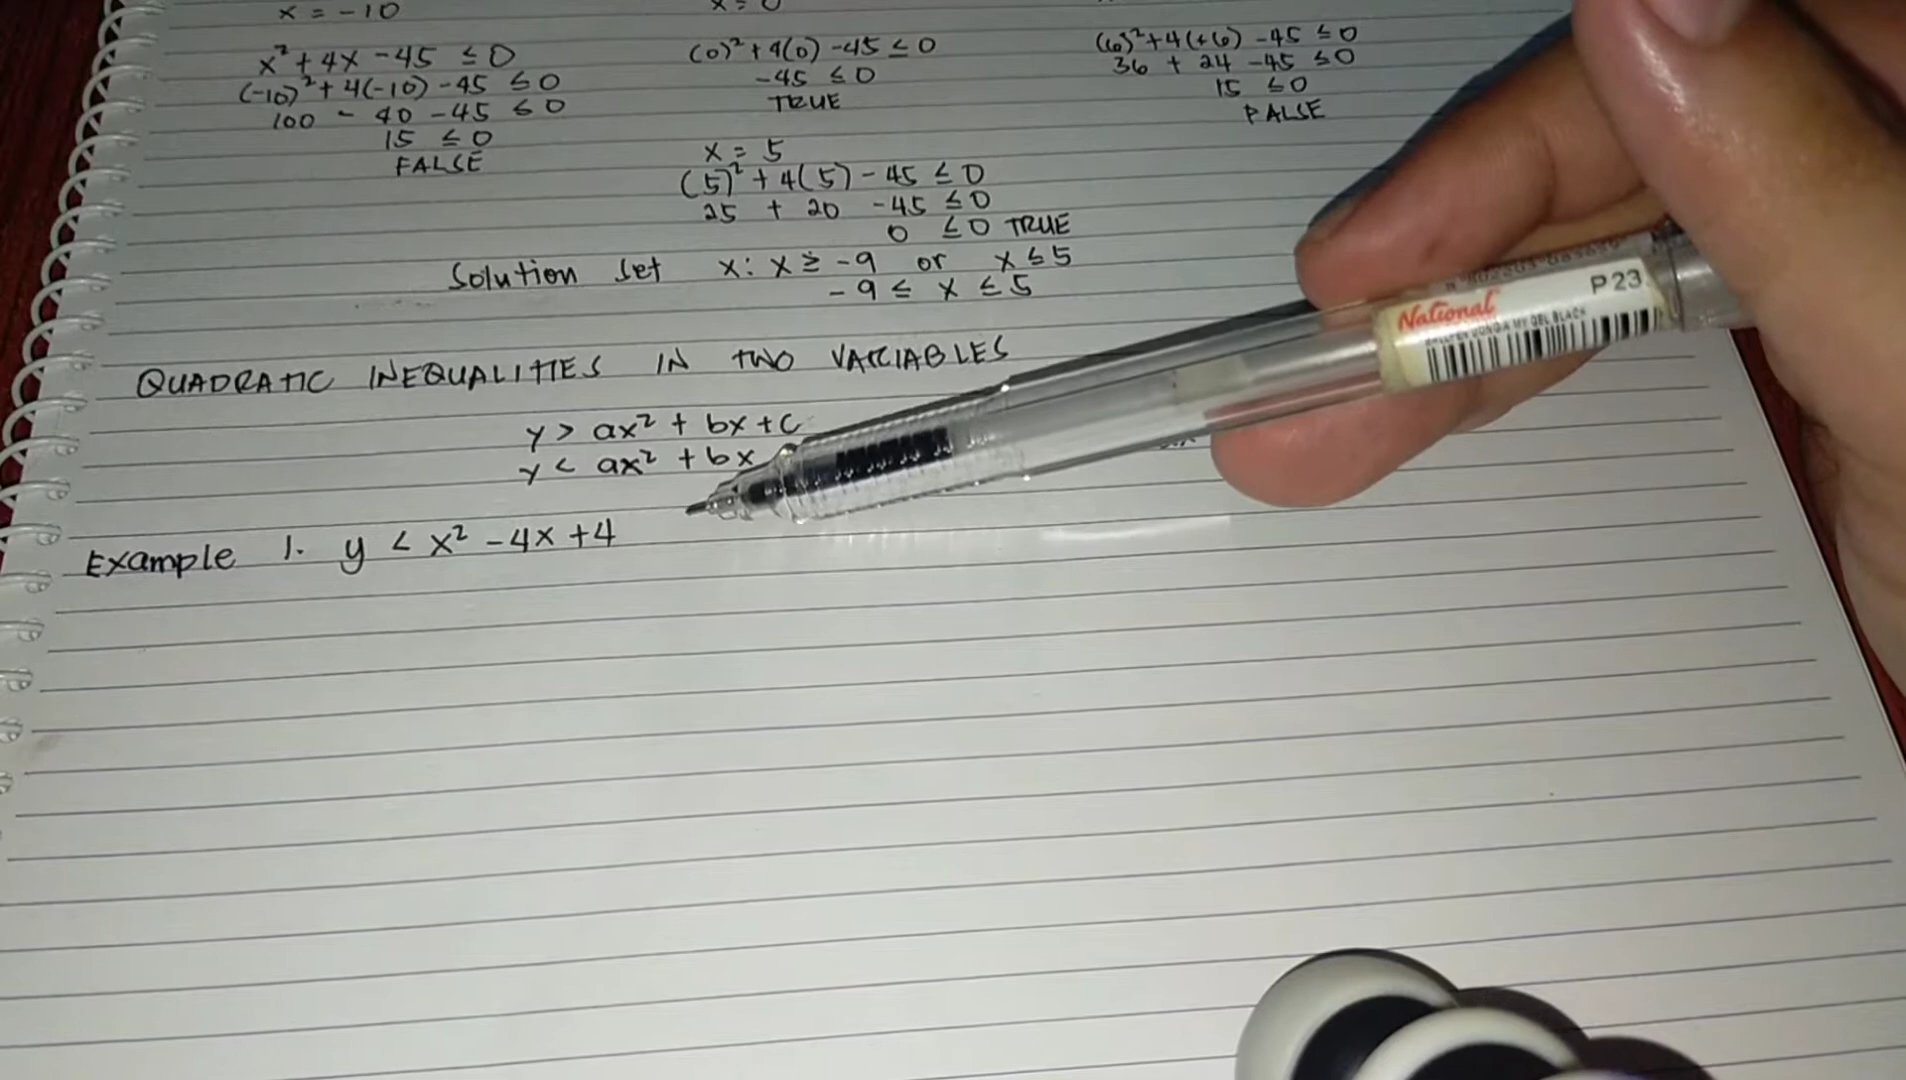 x = -10
x = 0
x² + 4x - 45 ≤ 0
(-10)² + 4(-10) - 45 ≤ 0
100 - 40 - 45 ≤ 0
15 ≤ 0
FALSE
(0)² + 4(0) - 45 ≤ 0
-45 ≤ 0
TRUE
(6)² + 4(+6) - 45 ≤ 0
36 + 24 - 45 ≤ 0
15 ≤ 0
FALSE
x = 5
(5)² + 4(5) - 45 ≤ 0
25 + 20 - 45 ≤ 0
0 ≤ 0 TRUE
Solution set x: x ≥ -9 or x ≤ 5
-9 ≤ x ≤ 5
QUADRATIC INEQUALITIES IN TWO VARIABLES
y > ax² + bx + c
y < ax² + bx
Example 1. y < x² - 4x + 4
National
P23